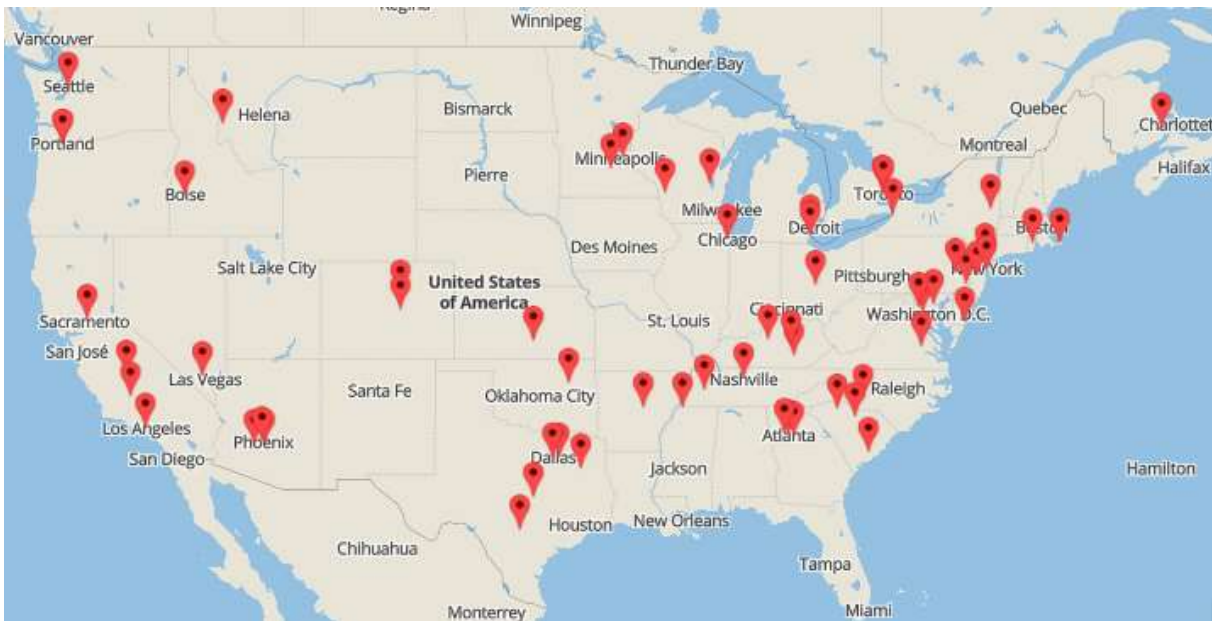 Regina
Winnipeg
Vancouver
Thunder Bay
Seattle
Helena
Bismarck
Quebec
Charlottet
Portland
Minneapolis
Montreal
Halifax
Boise
Pierre
Toronto
Milwaukee
Detroit
Boston
Chicago
Des Moines
Salt Lake City
Pittsburgh
New York
United States
of America
Sacramento
St. Louis
Cincinnati
Washington D.C.
San José
Las Vegas
Santa Fe
Oklahoma City
Nashville
Raleigh
Los Angeles
Phoenix
Atlanta
San Diego
Dallas
Jackson
Hamilton
Houston
New Orleans
Chihuahua
Tampa
Monterrey
Miami